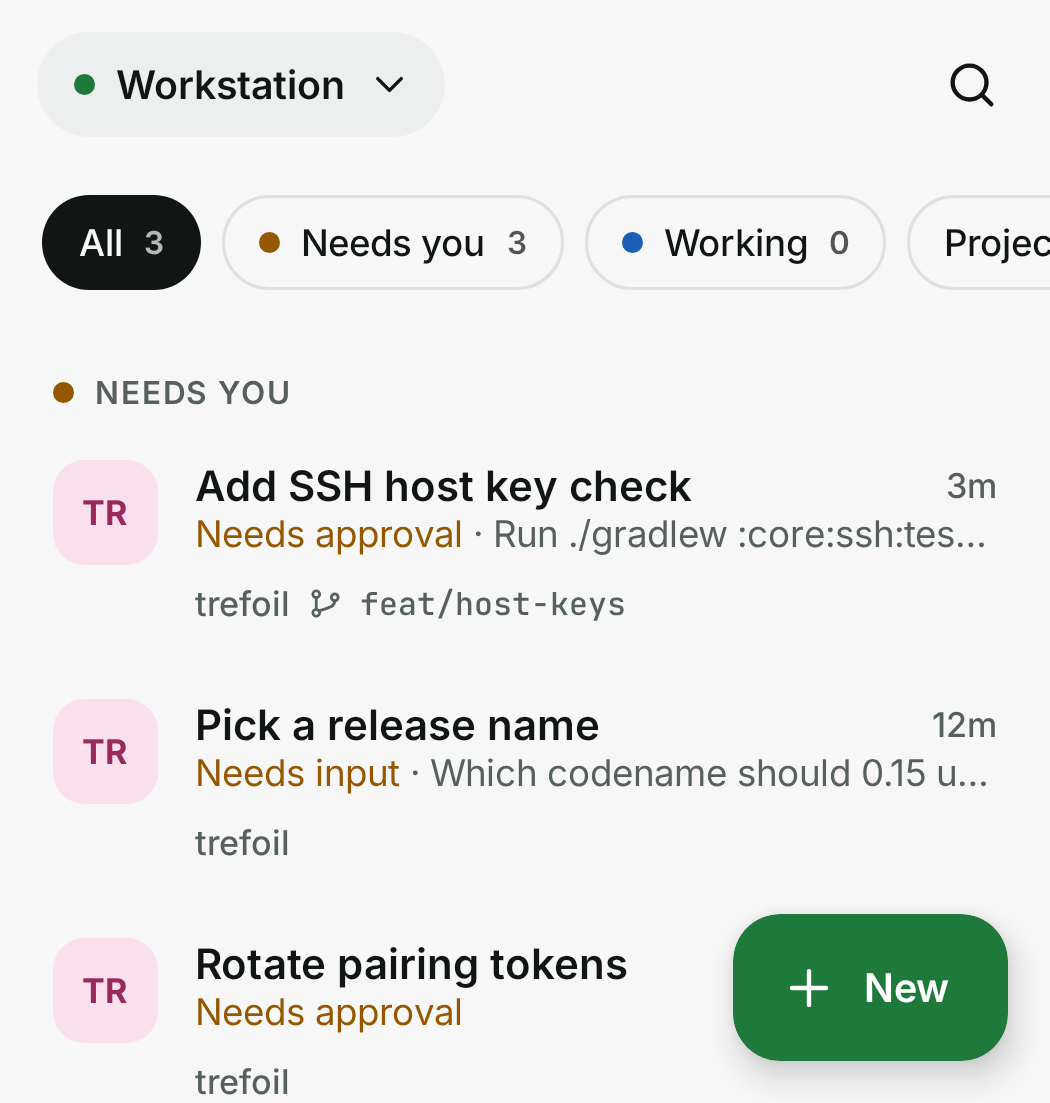 Workstation
All 3 Needs you 3 Working 0 Projec
NEEDS YOU
TR Add SSH host key check 3m
Needs approval · Run ./gradlew :core:ssh:tes...
trefoil feat/host-keys
TR Pick a release name 12m
Needs input · Which codename should 0.15 u...
trefoil
TR Rotate pairing tokens
Needs approval
+ New
trefoil